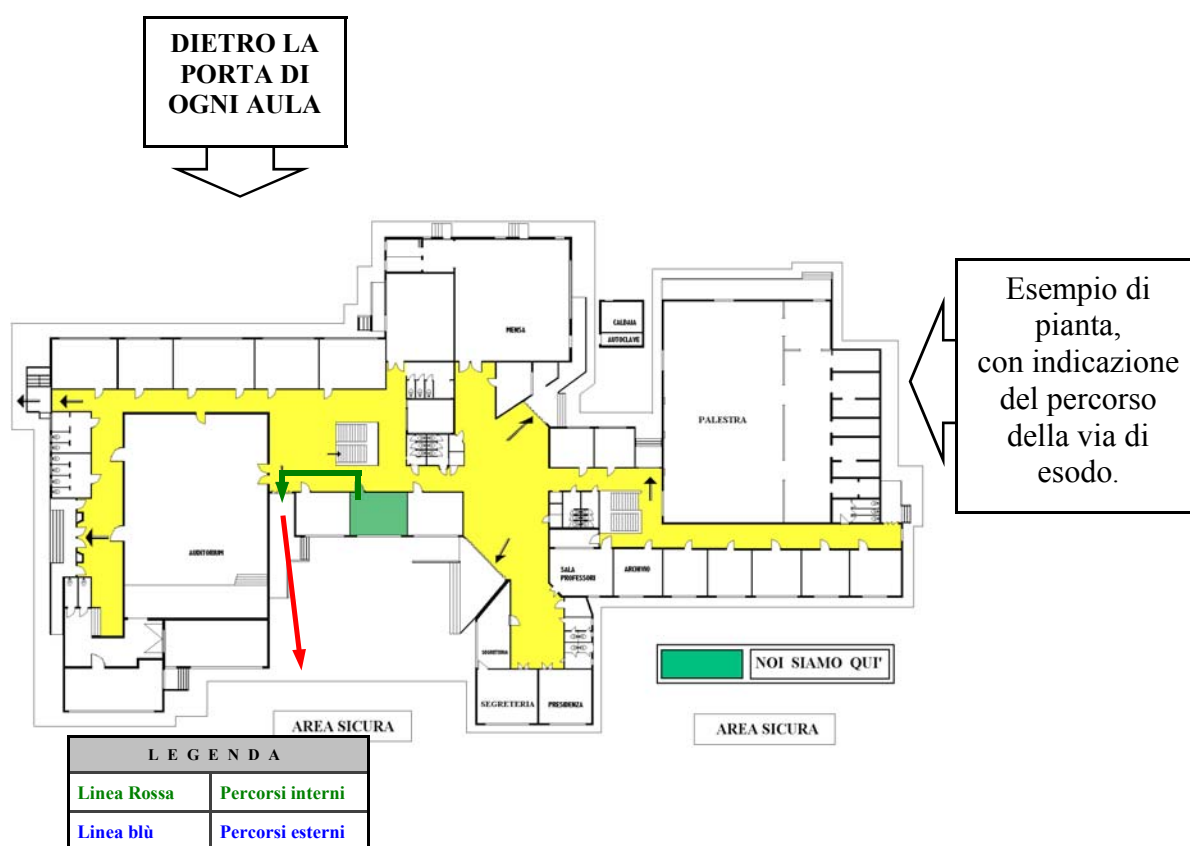 DIETRO LA
PORTA DI
OGNI AULA
Esempio di
pianta,
con indicazione
del percorso
della via di
esodo.
MENSA
CALDAIA
AUTOCLAVE
PALESTRA
AUDITORIUM
SALA
PROFESSORI
ARCHIVIO
SEGRETERIA
SEGRETERIA
PRESIDENZA
NOI SIAMO QUI'
AREA SICURA
AREA SICURA
L E G E N D A
Linea Rossa Percorsi interni
Linea blù Percorsi esterni